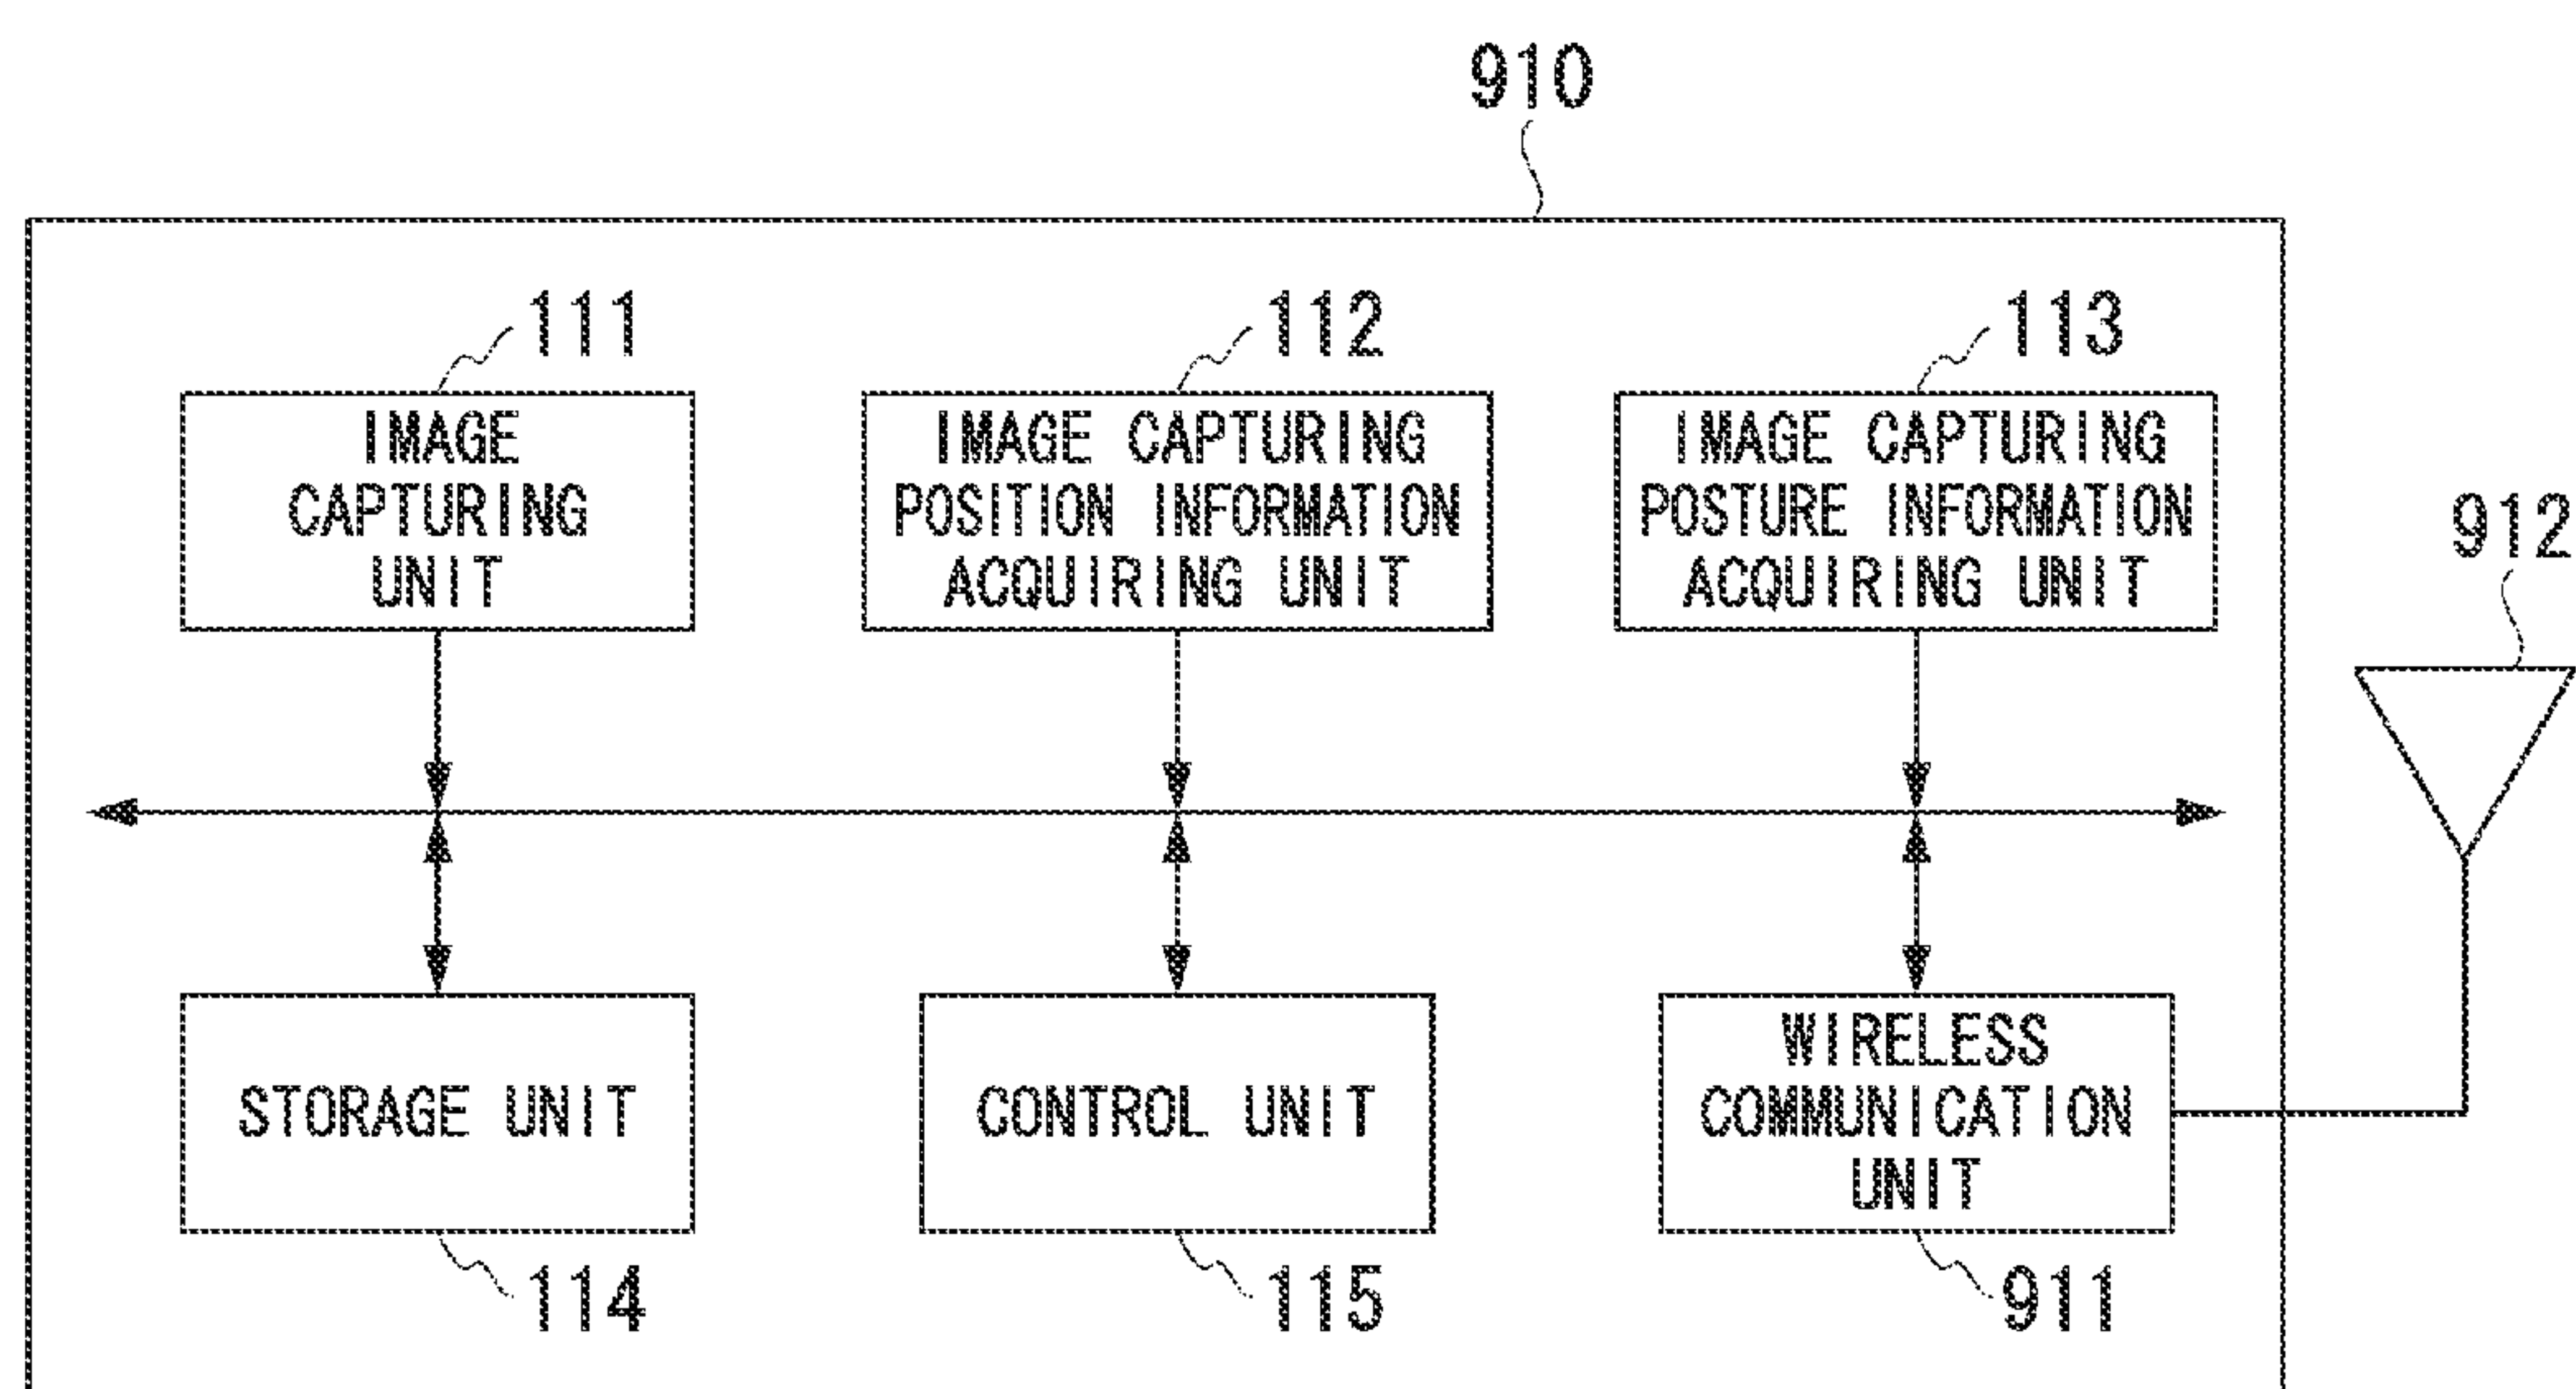 910
111
112
113
IMAGE
CAPTURING
UNIT
IMAGE CAPTURING
POSITION INFORMATION
ACQUIRING UNIT
IMAGE CAPTURING
POSTURE INFORMATION
ACQUIRING UNIT
912
STORAGE UNIT
CONTROL UNIT
WIRELESS
COMMUNICATION
UNIT
114
115
911